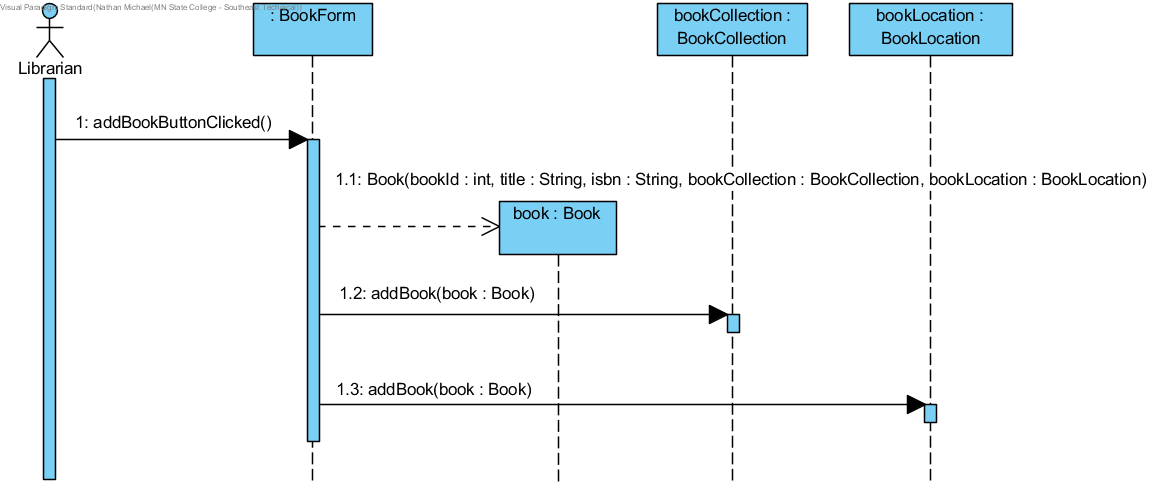 Visual Paradigm Standard(Nathan Michael(MN State College - Southeast Technical))
: BookForm
bookCollection :
BookCollection
bookLocation :
BookLocation
Librarian
1: addBookButtonClicked()
1.1: Book(bookId : int, title : String, isbn : String, bookCollection : BookCollection, bookLocation : BookLocation)
book : Book
1.2: addBook(book : Book)
1.3: addBook(book : Book)